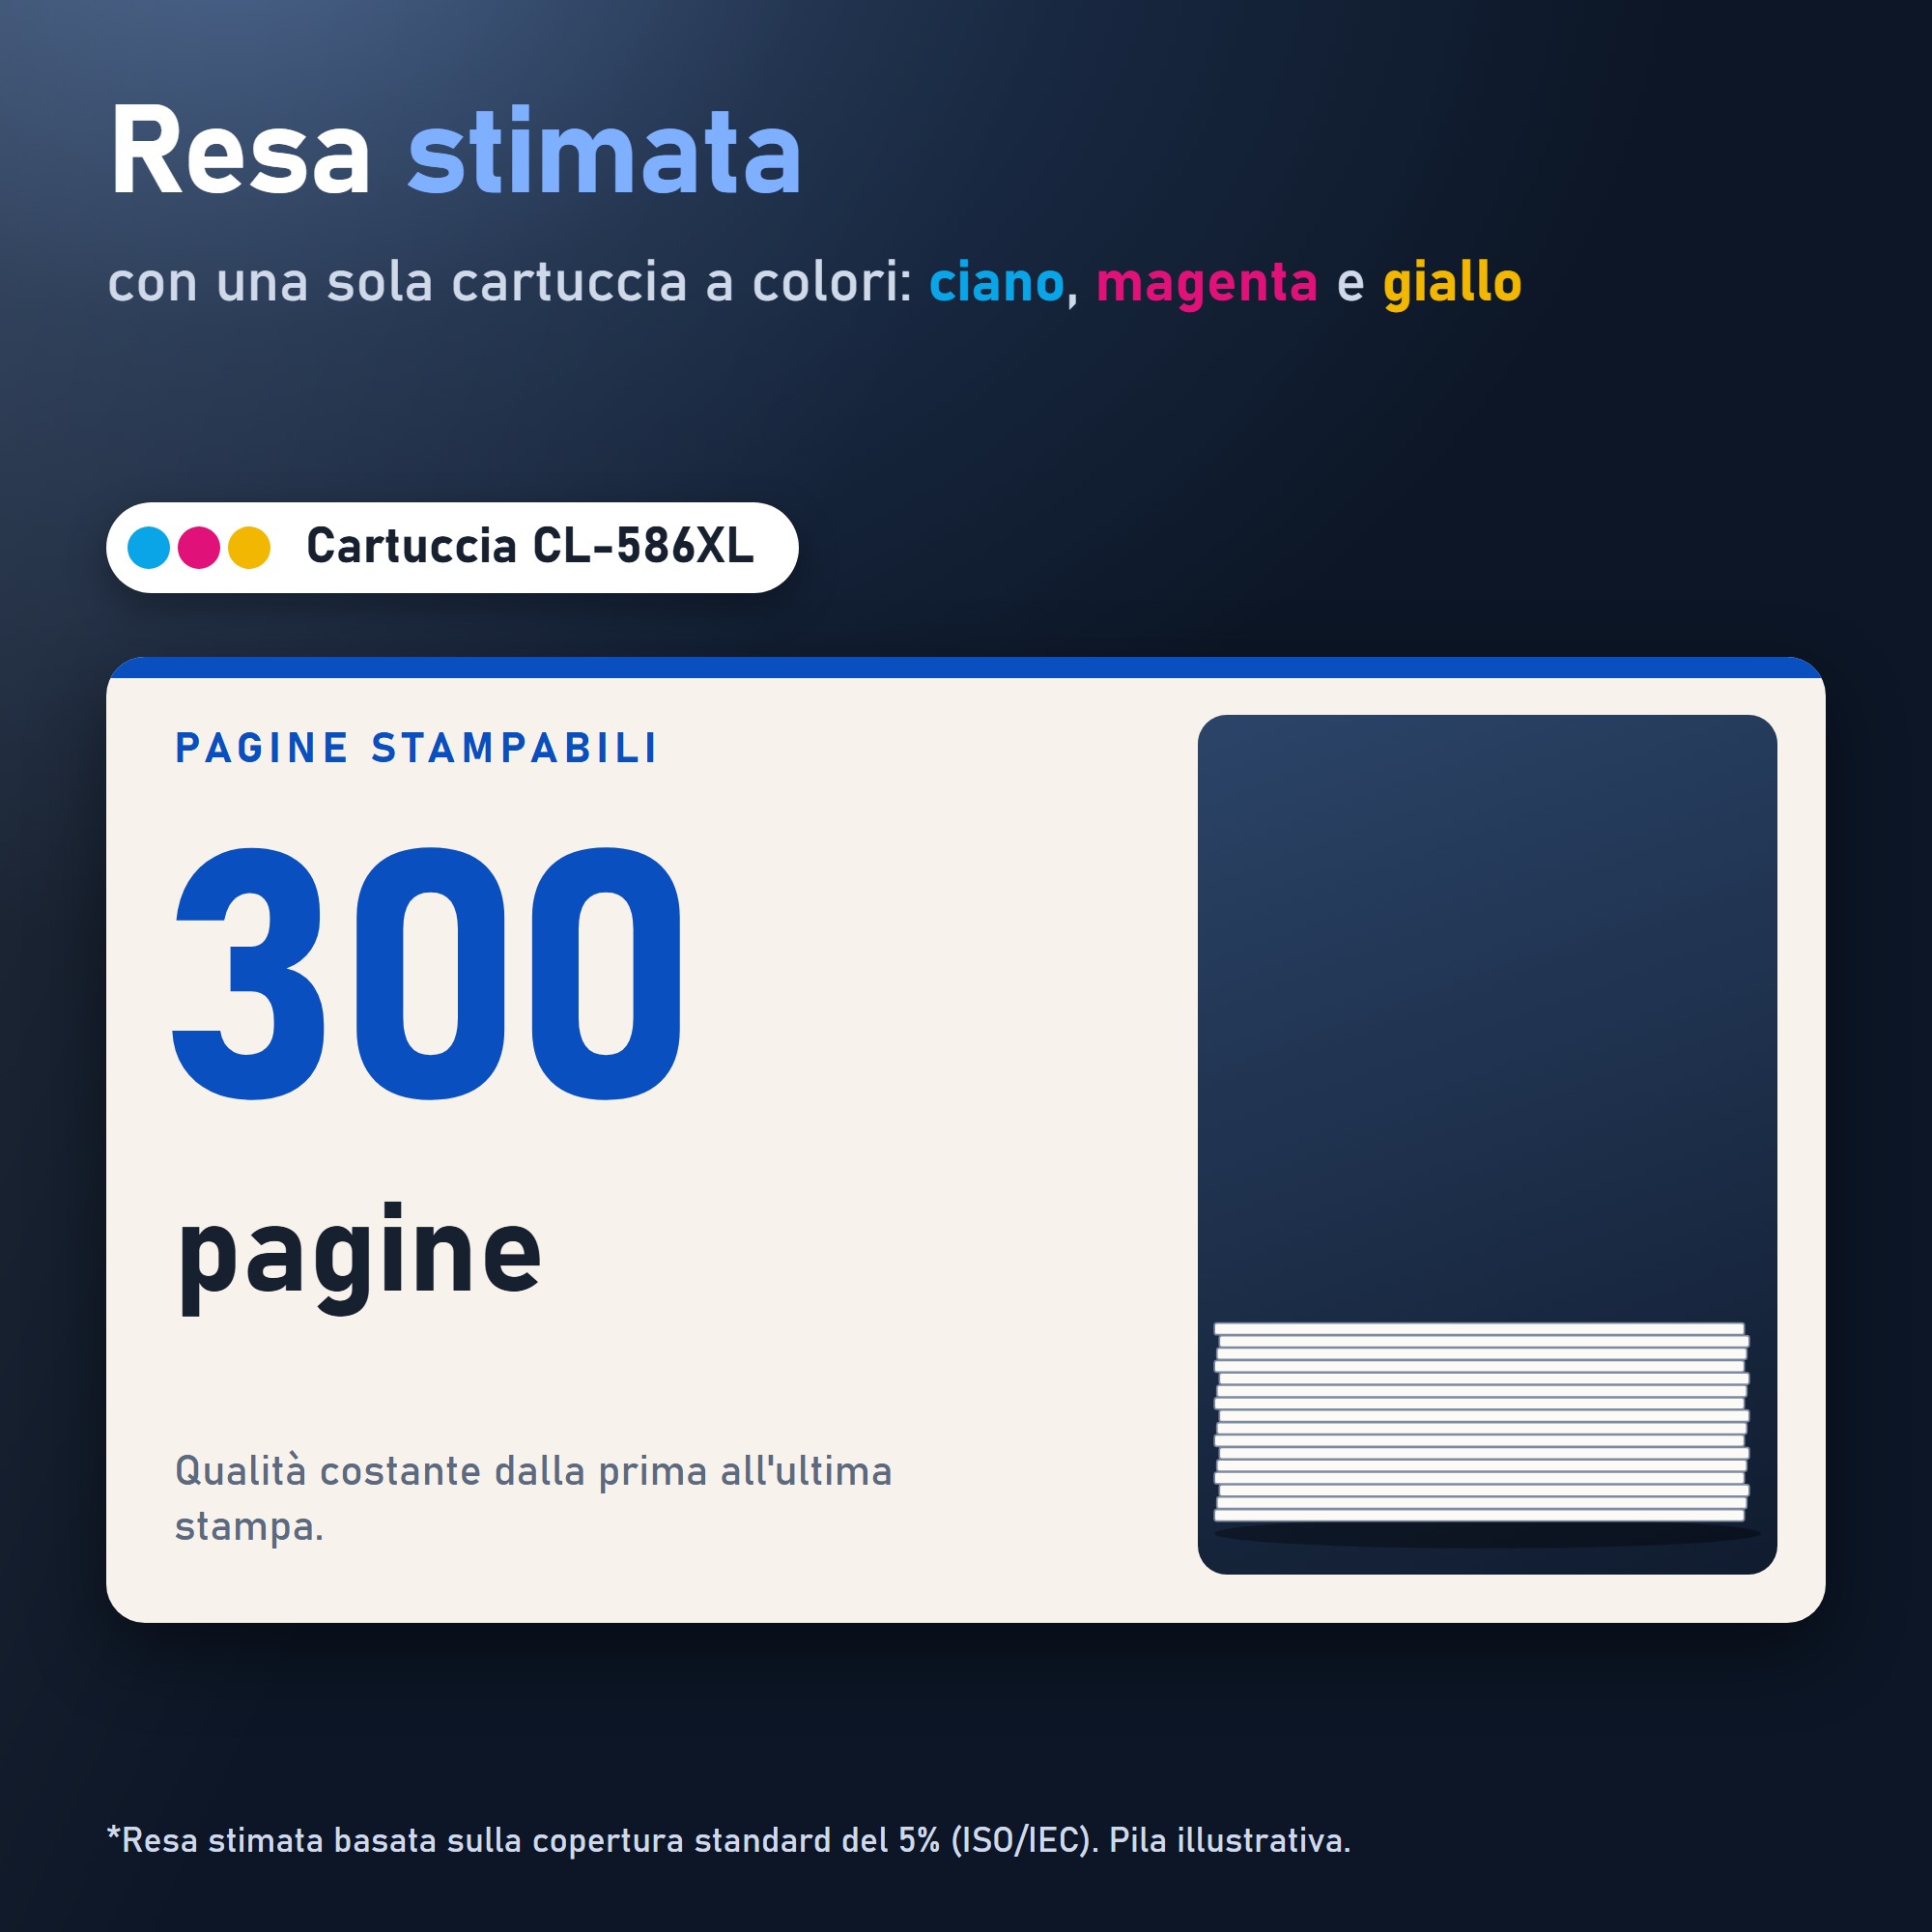 Resa stimata
con una sola cartuccia a colori: ciano, magenta e giallo
Cartuccia CL-586XL
PAGINE STAMPABILI
300
pagine
Qualità costante dalla prima all'ultima
stampa.
*Resa stimata basata sulla copertura standard del 5% (ISO/IEC). Pila illustrativa.